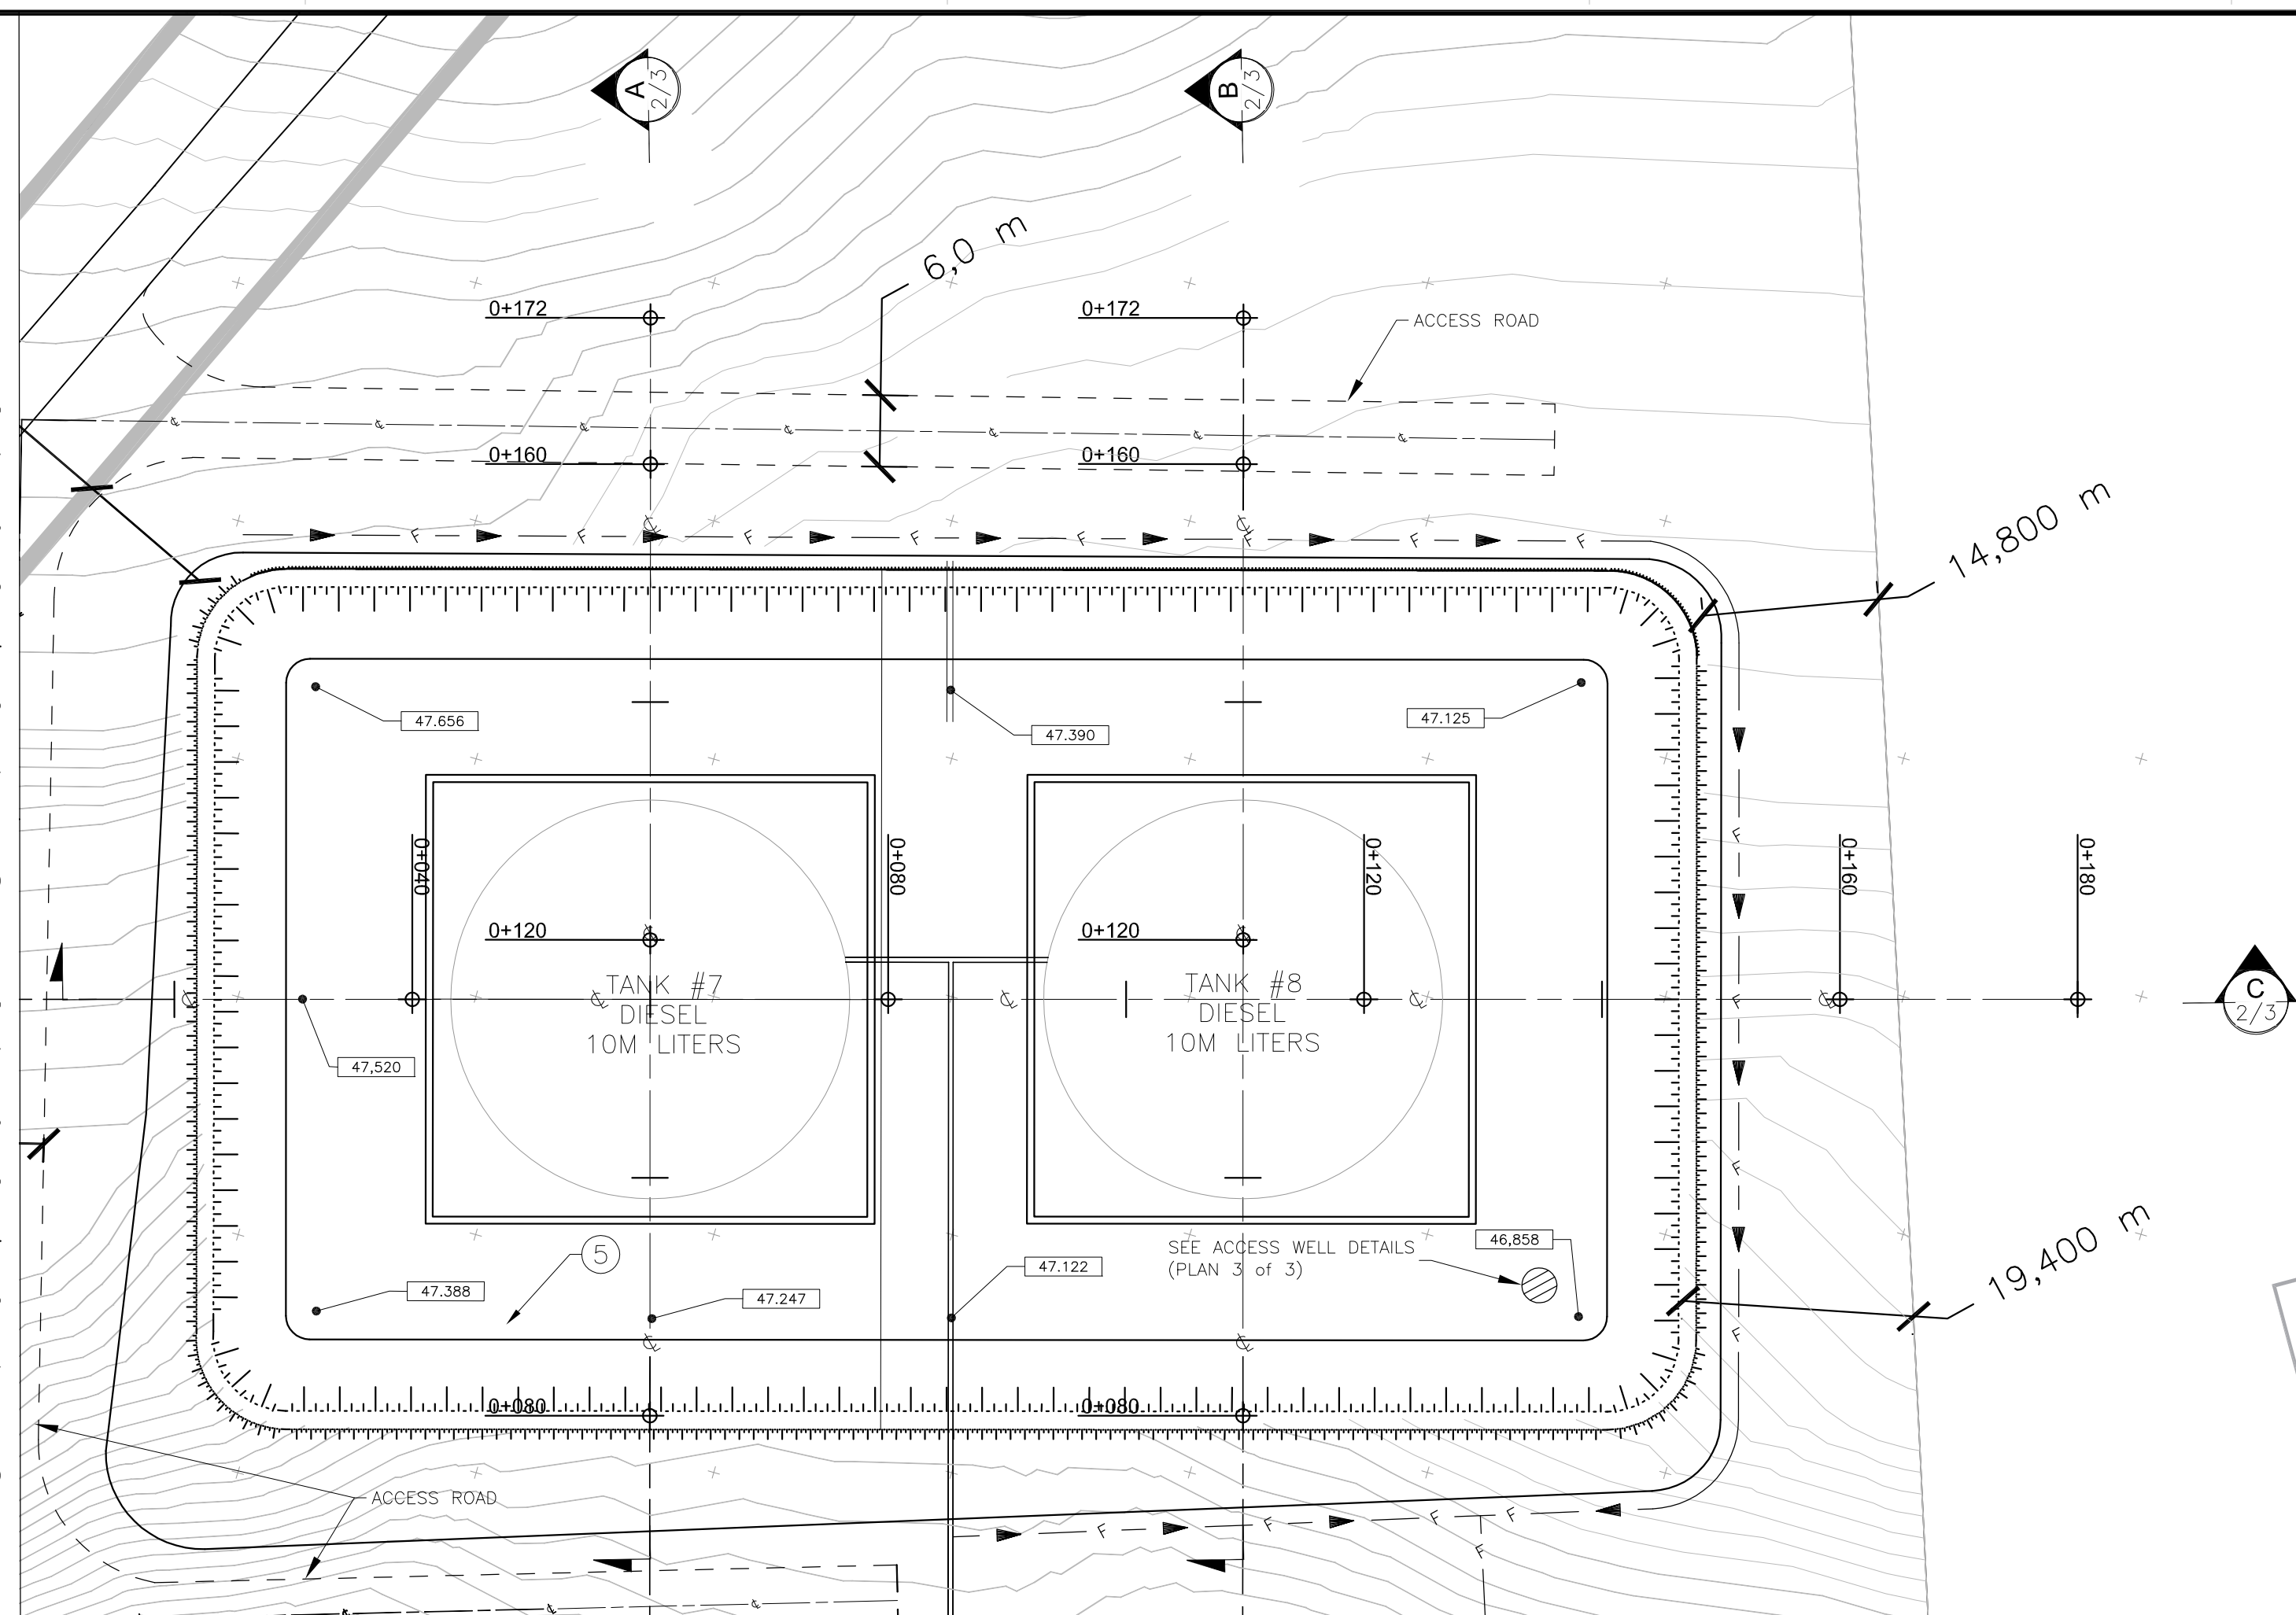 A
2/3
B
2/3
6,0 m
0+172
0+172
ACCESS ROAD
0+160
0+160
14,800 m
F F F F F F F F
47.656
47.390
47.125
0+040
0+080
0+120
0+160
0+180
0+120
0+120
TANK #7
DIESEL
10M LITERS
TANK #8
DIESEL
10M LITERS
C
2/3
47,520
F
F
F
F
SEE ACCESS WELL DETAILS
(PLAN 3 of 3)
46,858
5
47.122
47.388
47.247
19,400 m
0+080
0+080
ACCESS ROAD
F F F F
F